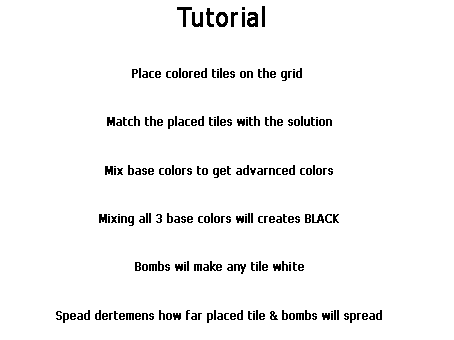 Tutorial
Place colored tiles on the grid
Match the placed tiles with the solution
Mix base colors to get advarnced colors
Mixing all 3 base colors will creates BLACK
Bombs wil make any tile white
Spead dertemens how far placed tile & bombs will spread